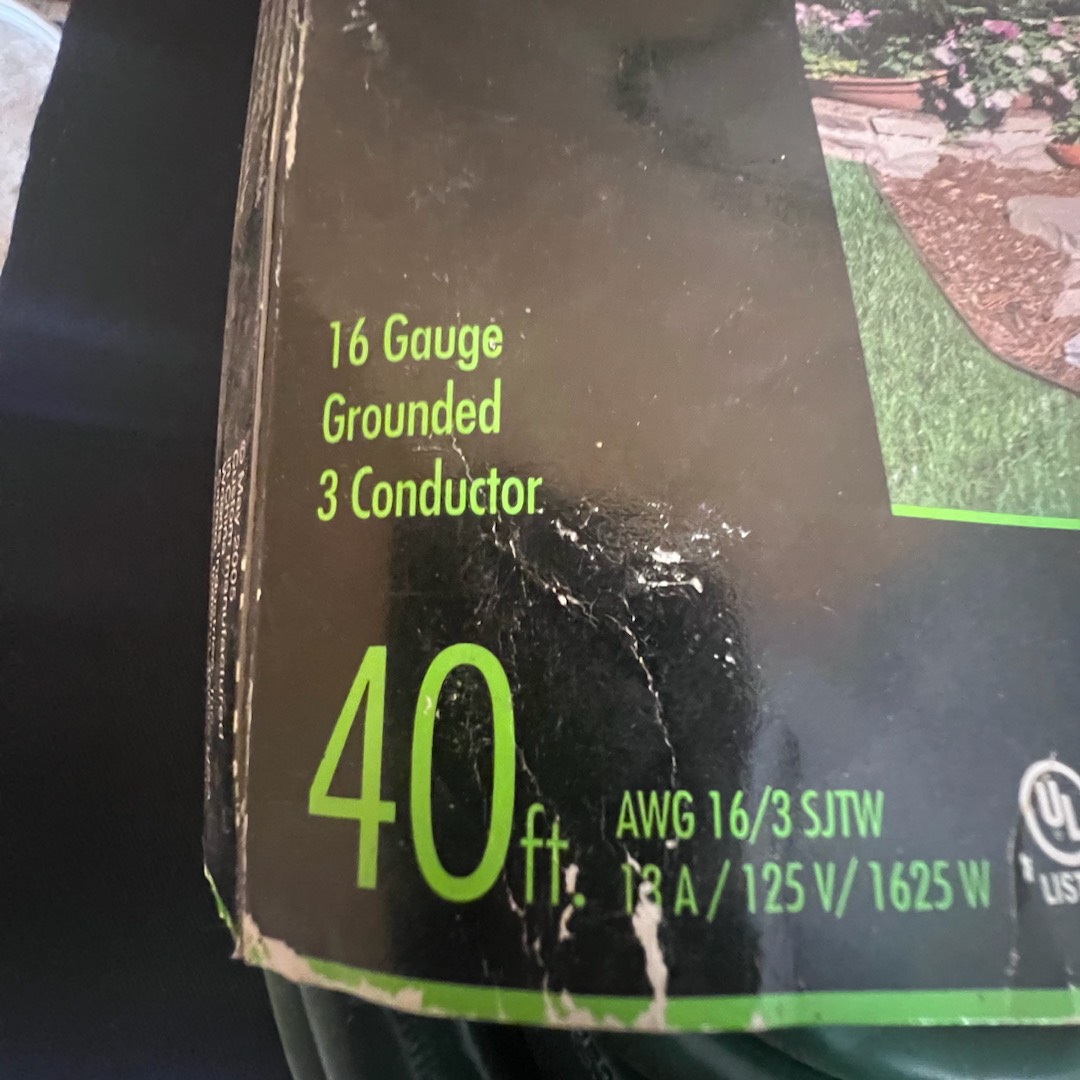 16 Gauge
Grounded
3 Conductor
40 ft.
AWG 16/3 SJTW
13 A / 125 V/ 1625 W
UL